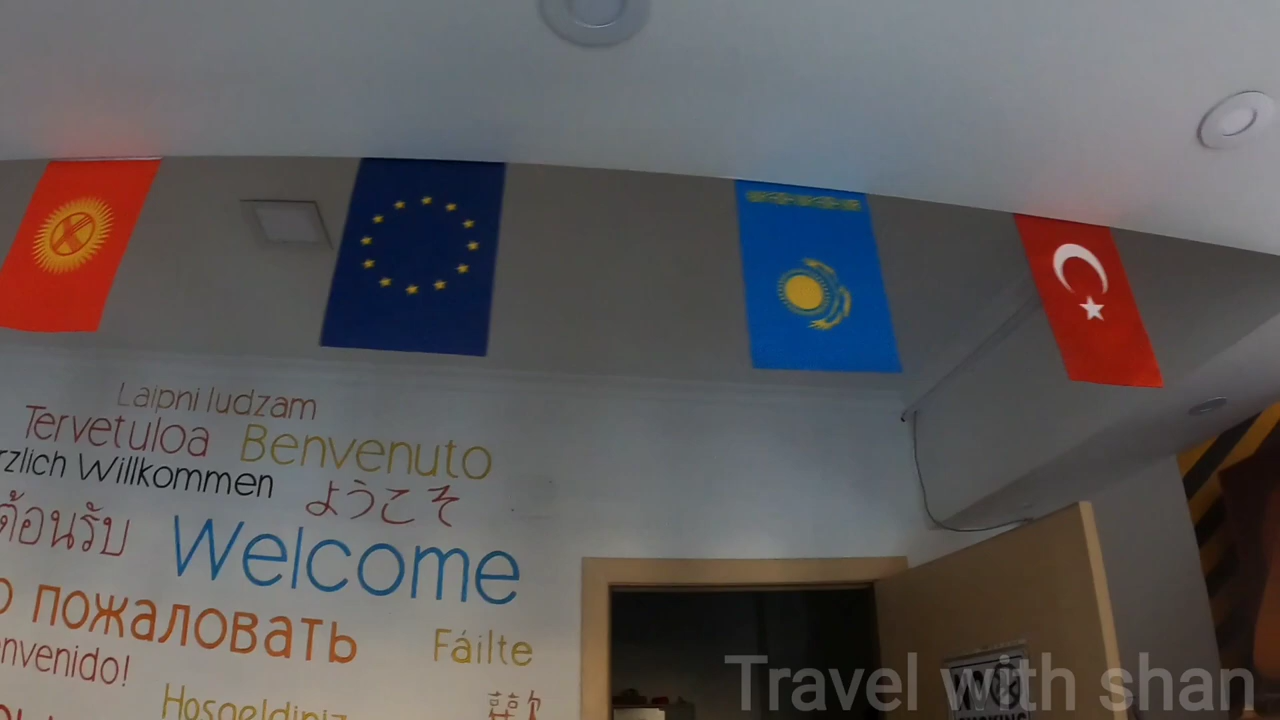 Laipni ludzam
Tervetuloa
Benvenuto
rzlich Willkommen
ようこそ
ต้อนรับ
Welcome
о пожаловать
Fáilte
nvenido!
Hoşgeldiniz
Travel with shan